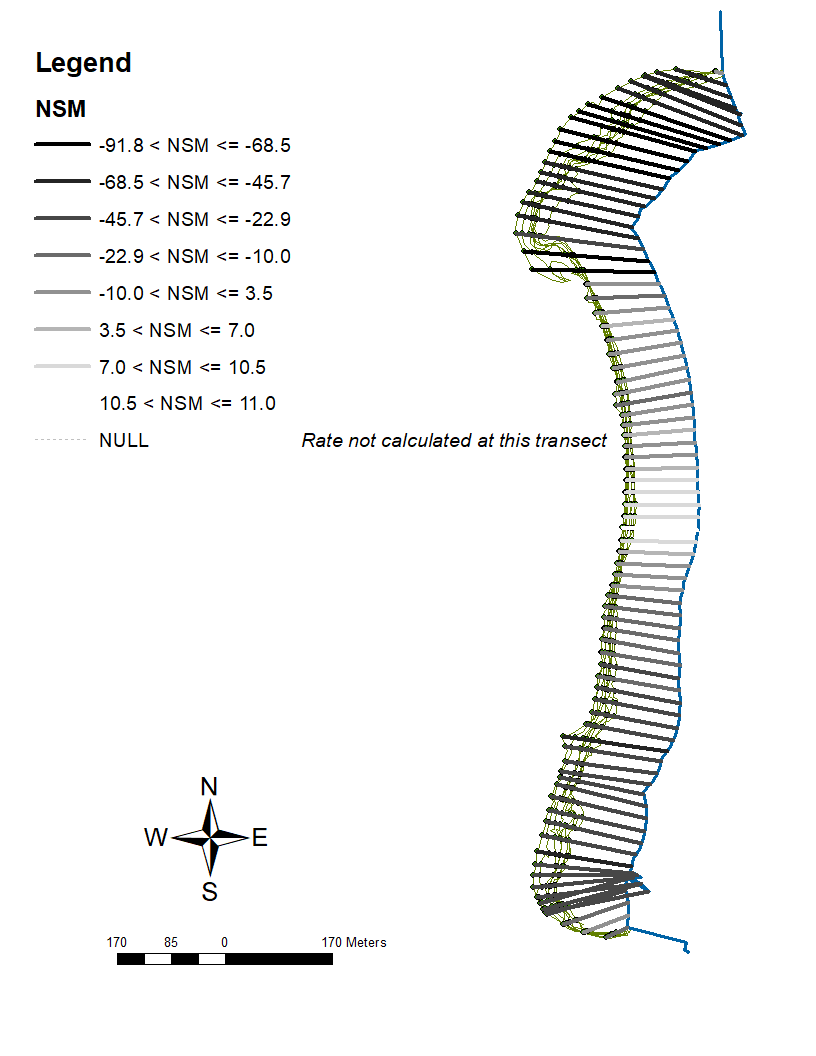 Legend
NSM
-91.8 < NSM <= -68.5
-68.5 < NSM <= -45.7
-45.7 < NSM <= -22.9
-22.9 < NSM <= -10.0
-10.0 < NSM <= 3.5
3.5 < NSM <= 7.0
7.0 < NSM <= 10.5
10.5 < NSM <= 11.0
NULL Rate not calculated at this transect
N
W E
S
170 85 0 170 Meters